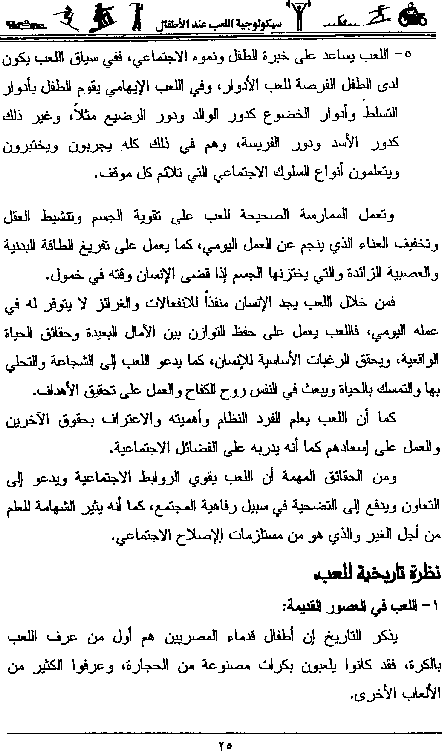 سيكولوجية اللعب عند الأطفال
٥- اللعب يساعد على خبرة الطفل ونموه الاجتماعي، ففي سياق اللعب يكون
لدى الطفل الفرصة للعب الأدوار، وفي اللعب الإيهامي يقوم الطفل بأدوار
التسلط وأدوار الخضوع كدور الوالد ودور الرضيع مثلاً، وغير ذلك
كدور الأسد ودور الفريسة، وهم في ذلك كله يجربون ويختبرون
ويتعلمون أنواع السلوك الاجتماعي التي تلائم كل موقف.
وتعمل الممارسة الصحيحة للعب على تقوية الجسم وتنشيط العقل
وتخفيف العناء الذي ينجم عن العمل اليومي، كما يعمل على تفريغ الطاقة البدنية
والعصبية الزائدة والتي يختزنها الجسم إذا قضى الإنسان وقته في خمول.
فمن خلال اللعب يجد الإنسان منفذاً للانفعالات والغرائز لا يتوفر له في
عمله اليومي، فاللعب يعمل على حفظ التوازن بين الآمال البعيدة وحقائق الحياة
الواقعية، ويحقق الرغبات الأساسية للإنسان، كما يدعو اللعب إلى الشجاعة والتحلي
بها والتمسك بالحياة ويبعث في النفس روح للكفاح والعمل على تحقيق الأهداف.
كما أن اللعب يعلم الفرد النظام وأهميته والاعتراف بحقوق الآخرين
والعمل على إسعادهم كما أنه يدربه على الفضائل الاجتماعية.
ومن الحقائق المهمة أن اللعب يقوي الروابط الاجتماعية ويدعو إلى
التعاون ويدفع إلى التضحية في سبيل رفاهية المجتمع، كما أنه يثير الشهامة للعلم
من أجل الغير والذي هو من مستلزمات الإصلاح الاجتماعي.
نظرة تاريخية للعب
١- اللعب في العصور القديمة:
يذكر التاريخ إن أطفال قدماء المصريين هم أول من عرف اللعب
بالكرة، فقد كانوا يلعبون بكرات مصنوعة من الحجارة، وعرفوا الكثير من
الألعاب الأخرى.
٢٥